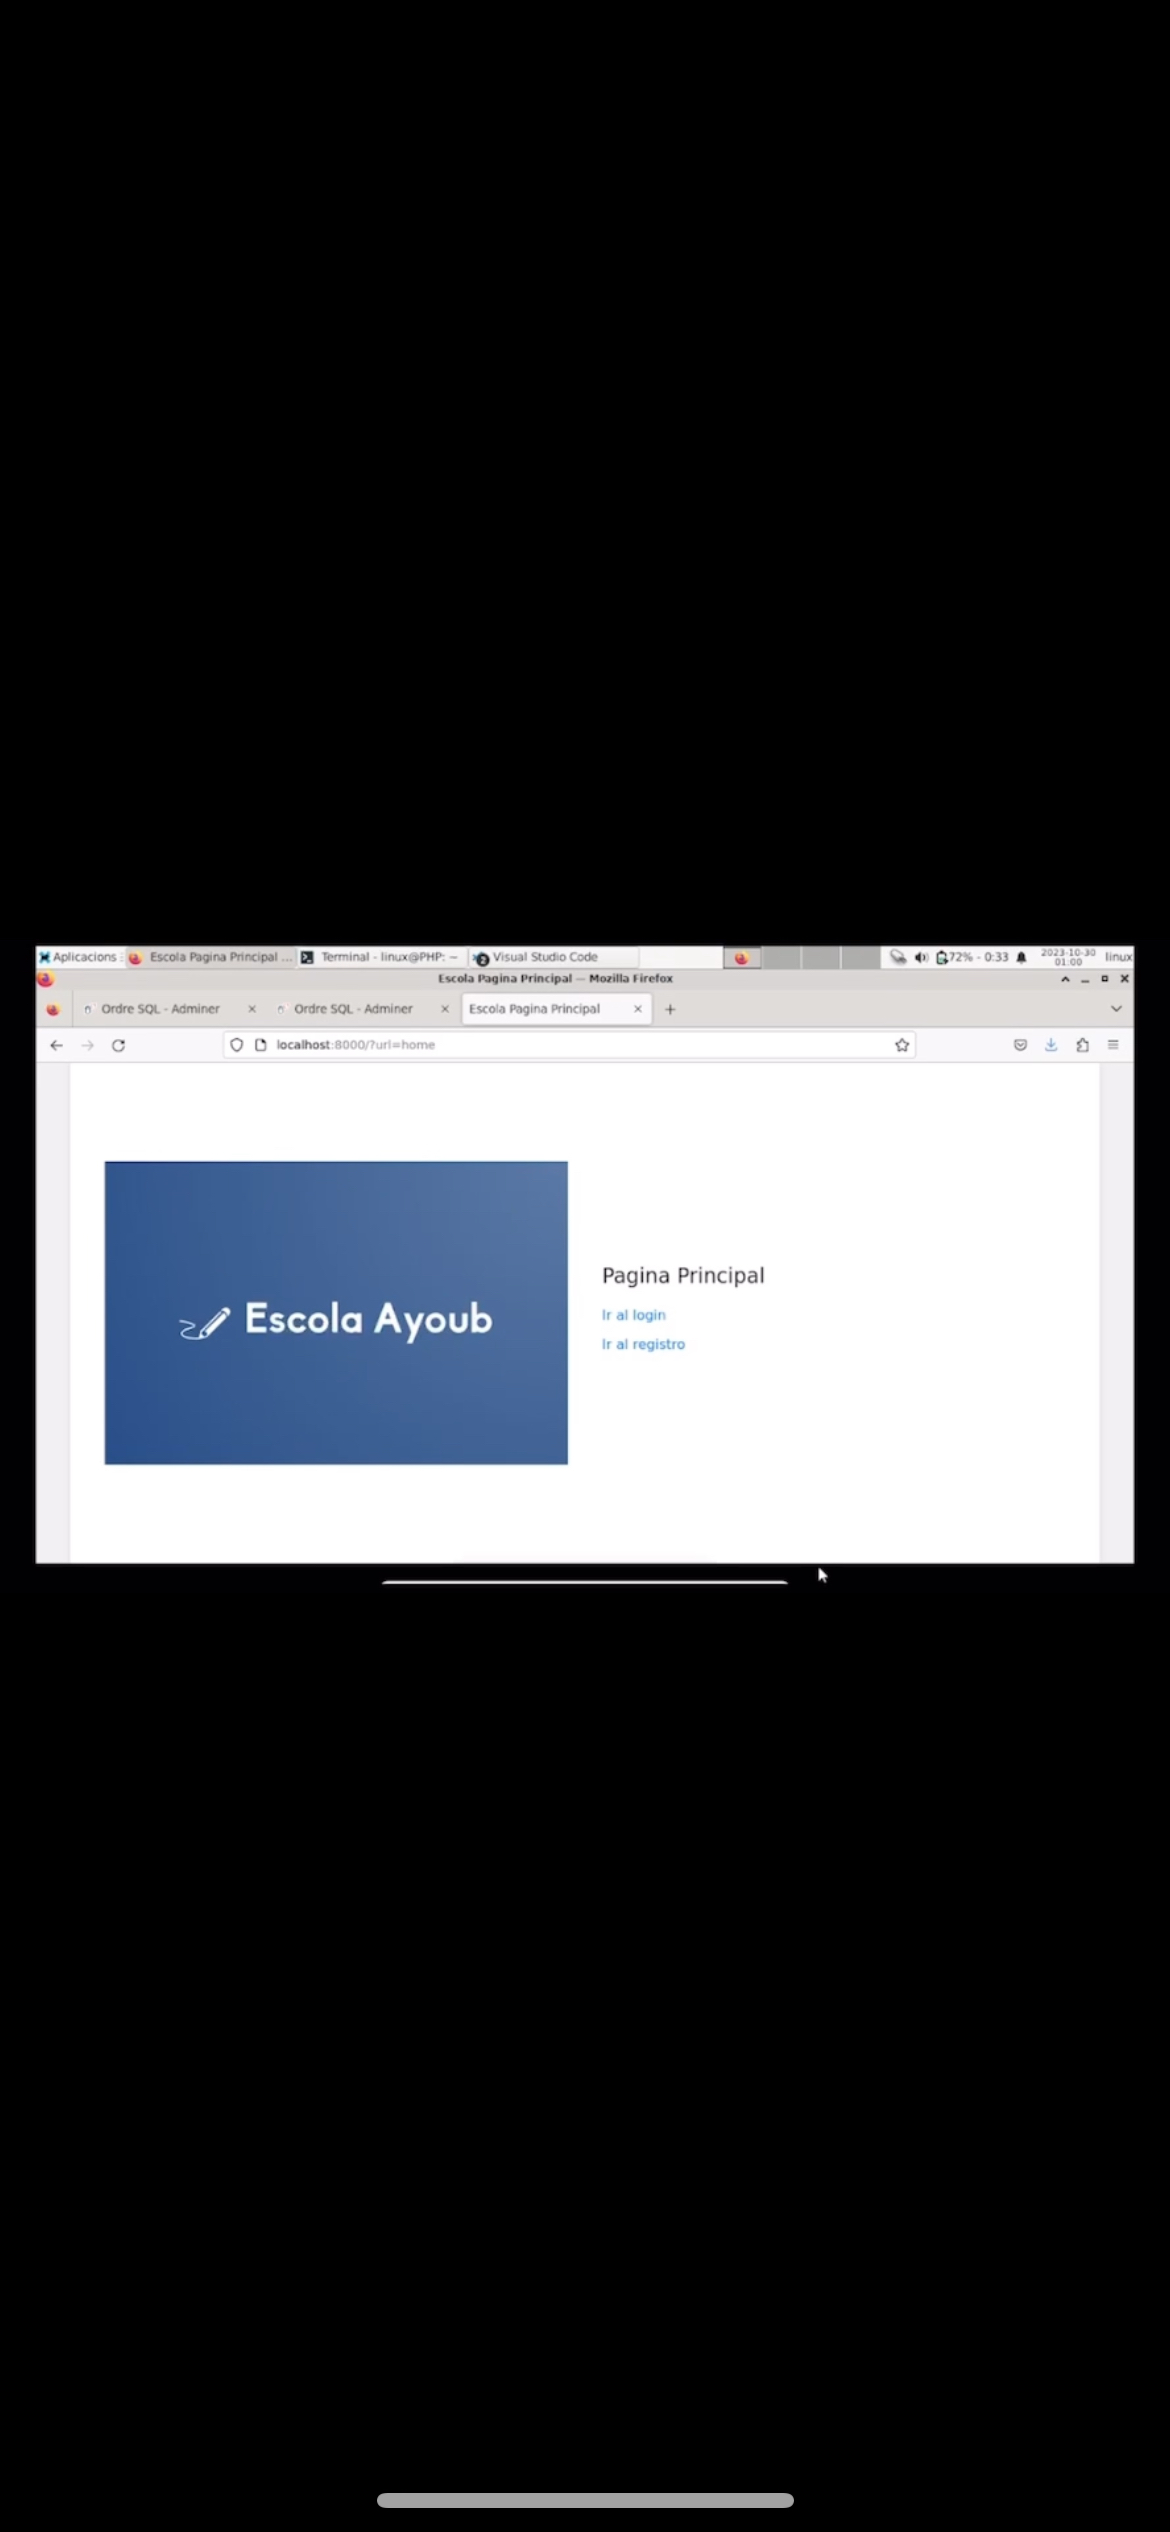 Aplicacions :
Escola Pagina Principal ...
Terminal - linux@PHP: ~
Visual Studio Code
72% - 0:33
2023-10-30
01:00
linux
Escola Pagina Principal — Mozilla Firefox
Ordre SQL - Adminer
Ordre SQL - Adminer
Escola Pagina Principal
localhost:8000/?url=home
Escola Ayoub
Pagina Principal
Ir al login
Ir al registro